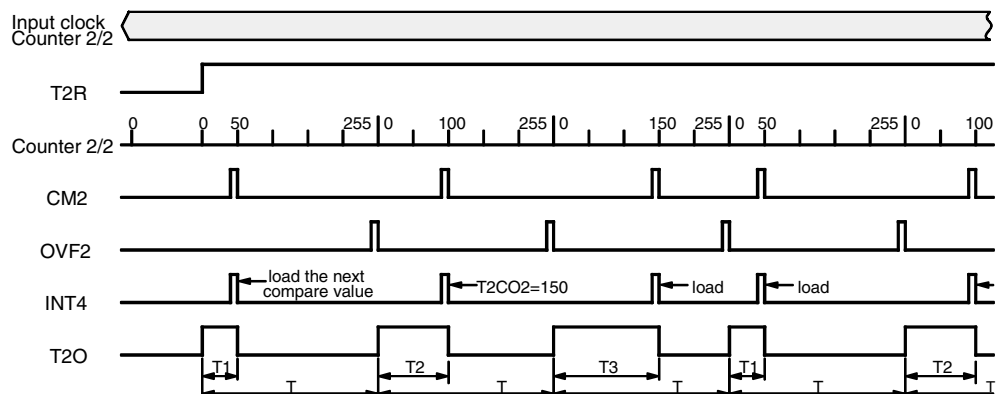 Input clock
Counter 2/2
T2R
0 0 50 255 0 100 255 0 150 255 0 50 255 0 100
Counter 2/2
CM2
OVF2
INT4
load the next
compare value
T2CO2=150
load
load
T2O
T1 T2 T3 T1 T2
T T T T T